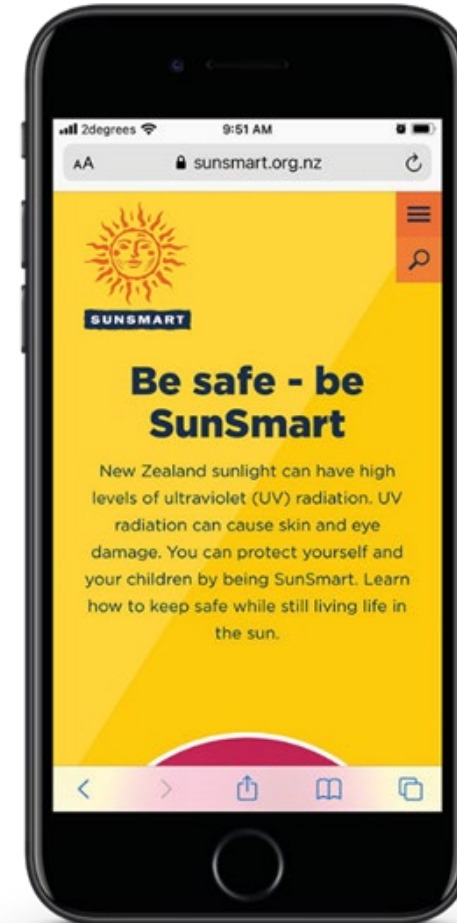 2degrees 9:51 AM
AA sunsmart.org.nz
SUNSMART
Be safe - be
SunSmart
New Zealand sunlight can have high
levels of ultraviolet (UV) radiation. UV
radiation can cause skin and eye
damage. You can protect yourself and
your children by being SunSmart. Learn
how to keep safe while still living life in
the sun.